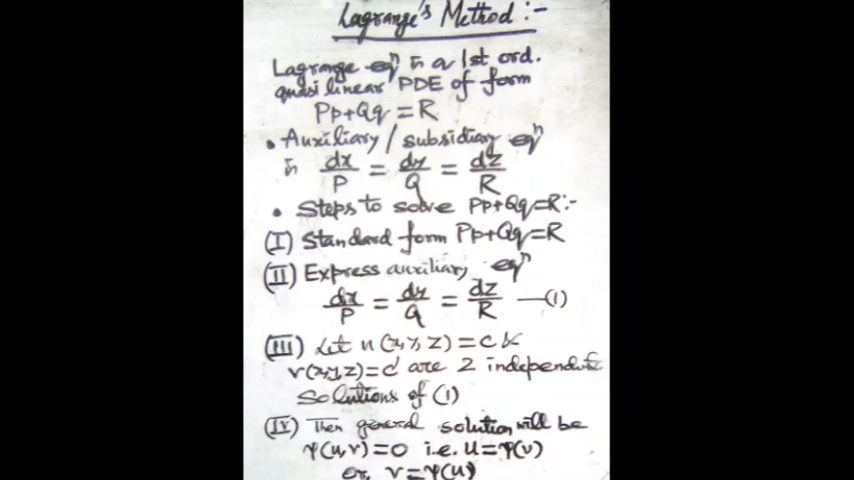 Lagrange's Method :-
Lagrange eqⁿ is a 1st ord.
quasi linear PDE of form
Pp+Qq = R
• Auxiliary / subsidiary eqⁿ
is dx/P = dy/Q = dz/R
• Steps to solve Pp+Qq=R:-
(I) Standard form Pp+Qq=R
(II) Express auxiliary eqⁿ
dx/P = dy/Q = dz/R —(1)
(III) Let u(x,y,z) = c &
v(x,y,z)=c' are 2 independent
solutions of (1)
(IV) Then general solution will be
φ(u,v)=0 i.e. u=φ(v)
or, v=φ(u)